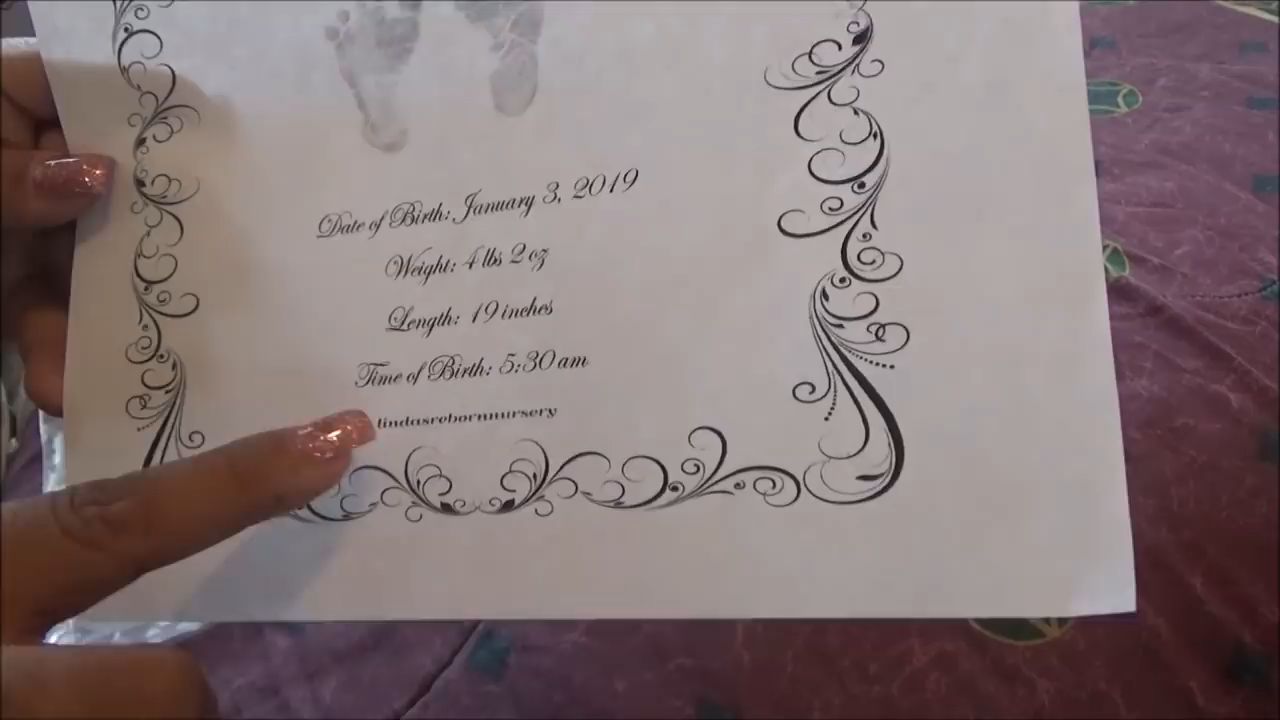 Date of Birth: January 3, 2019
Weight: 4 lbs 2 oz
Length: 19 inches
Time of Birth: 5:30 am
lindasrebornnursery